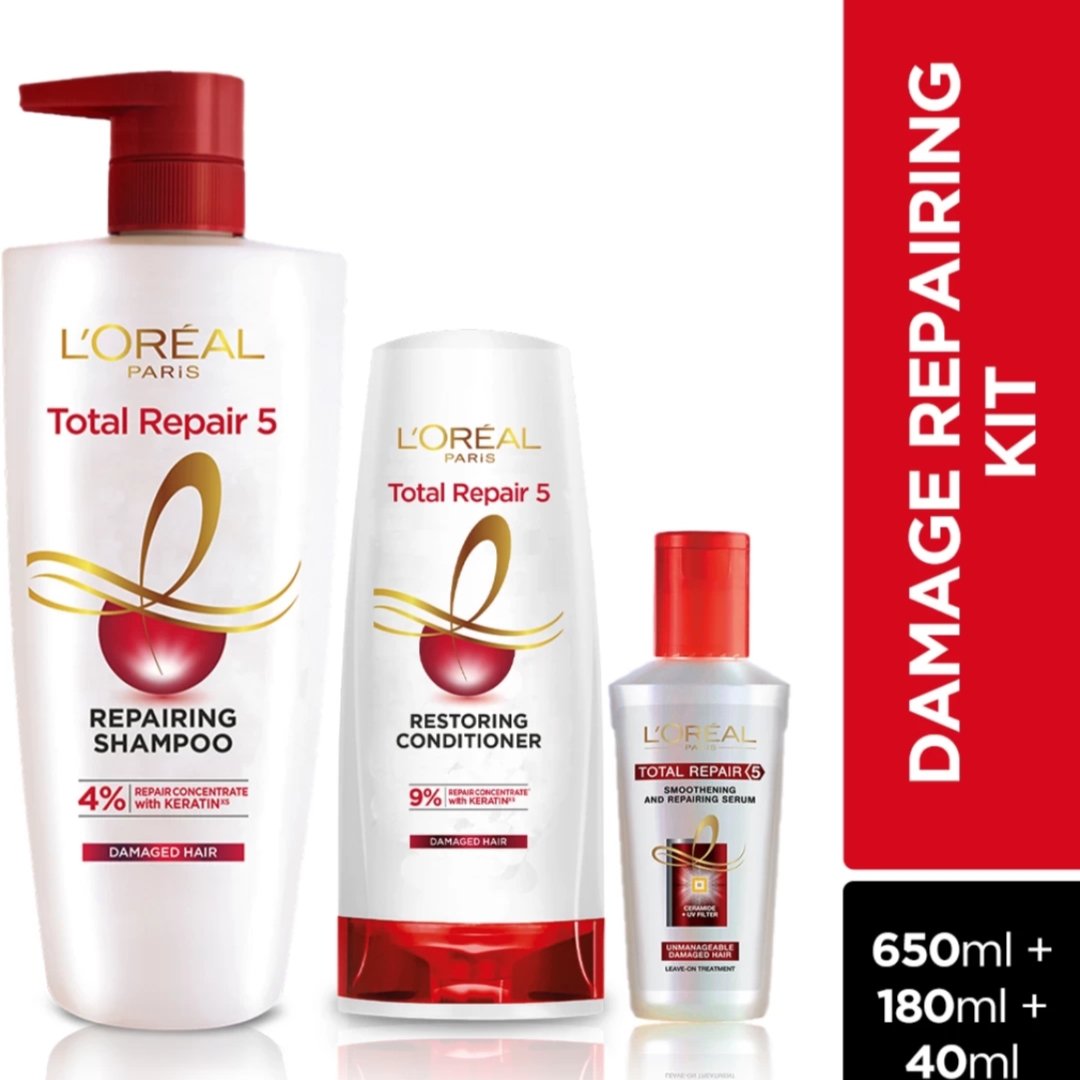 L'ORÉAL
PARIS
Total Repair 5
REPAIRING
SHAMPOO
4% REPAIR CONCENTRATE
with KERATIN XS
DAMAGED HAIR
L'ORÉAL
PARIS
Total Repair 5
RESTORING
CONDITIONER
9% REPAIR CONCENTRATE
with KERATIN
DAMAGED HAIR
L'ORÉAL
PARIS
TOTAL REPAIR 5
SMOOTHENING
AND REPAIRING SERUM
CERAMIDE
+ UV FILTER
UNMANAGEABLE
DAMAGED HAIR
LEAVE-ON TREATMENT
DAMAGE REPAIRING
KIT
650ml +
180ml +
40ml